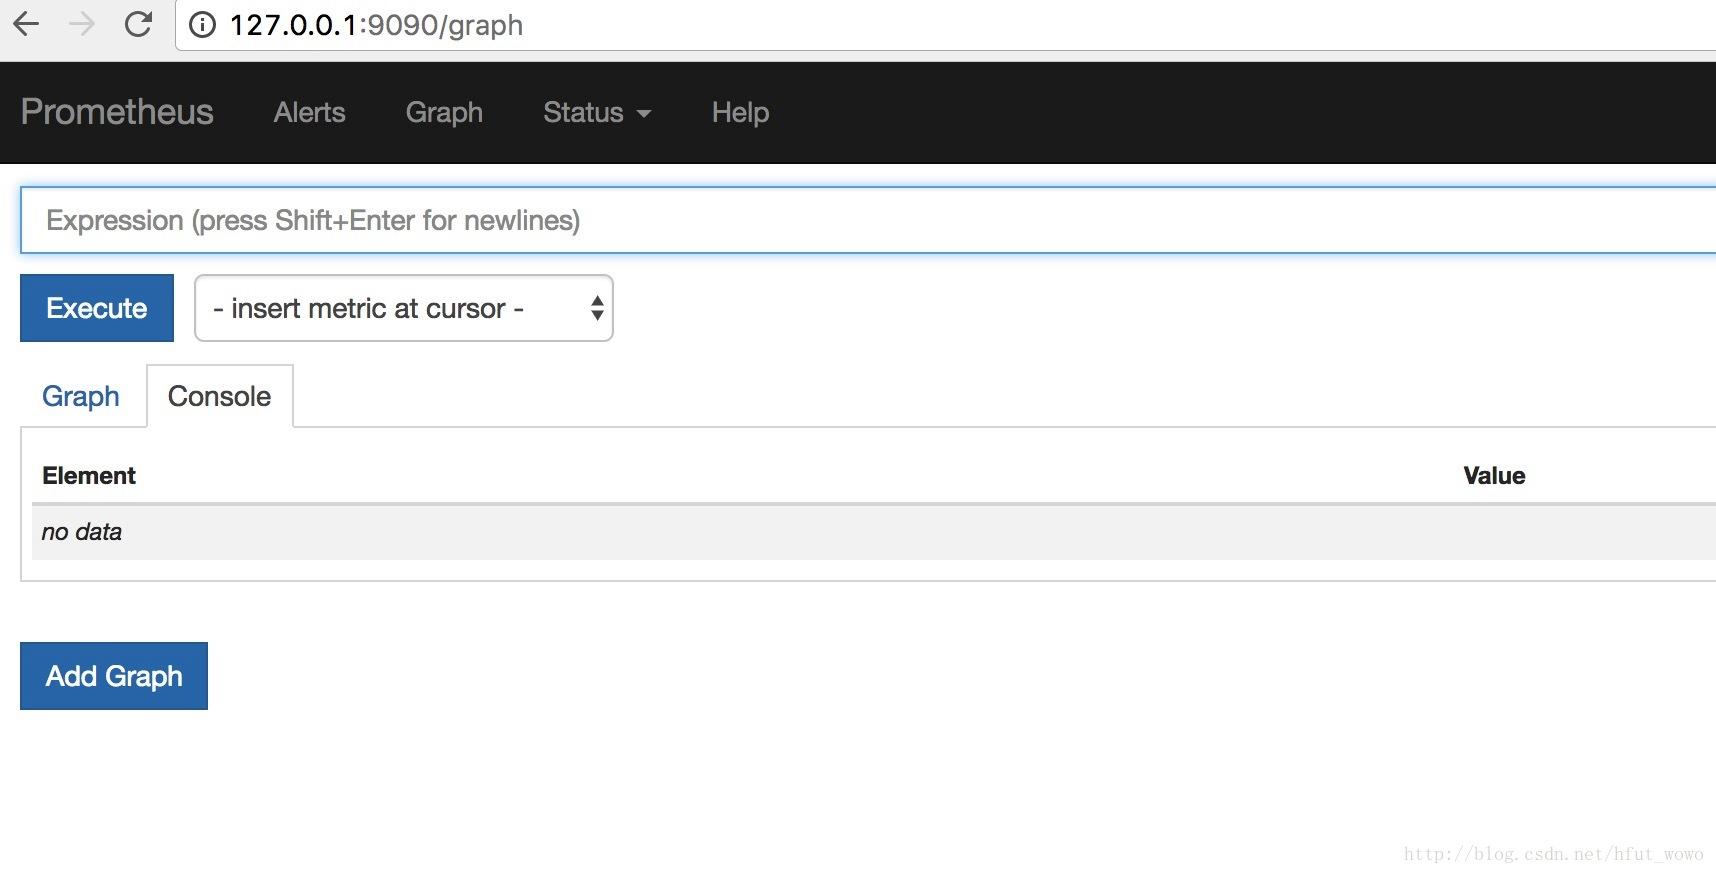 127.0.0.1:9090/graph
Prometheus Alerts Graph Status Help
Expression (press Shift+Enter for newlines)
Execute - insert metric at cursor -
Graph Console
Element Value
no data
Add Graph
http://blog.csdn.net/hfut_wowo